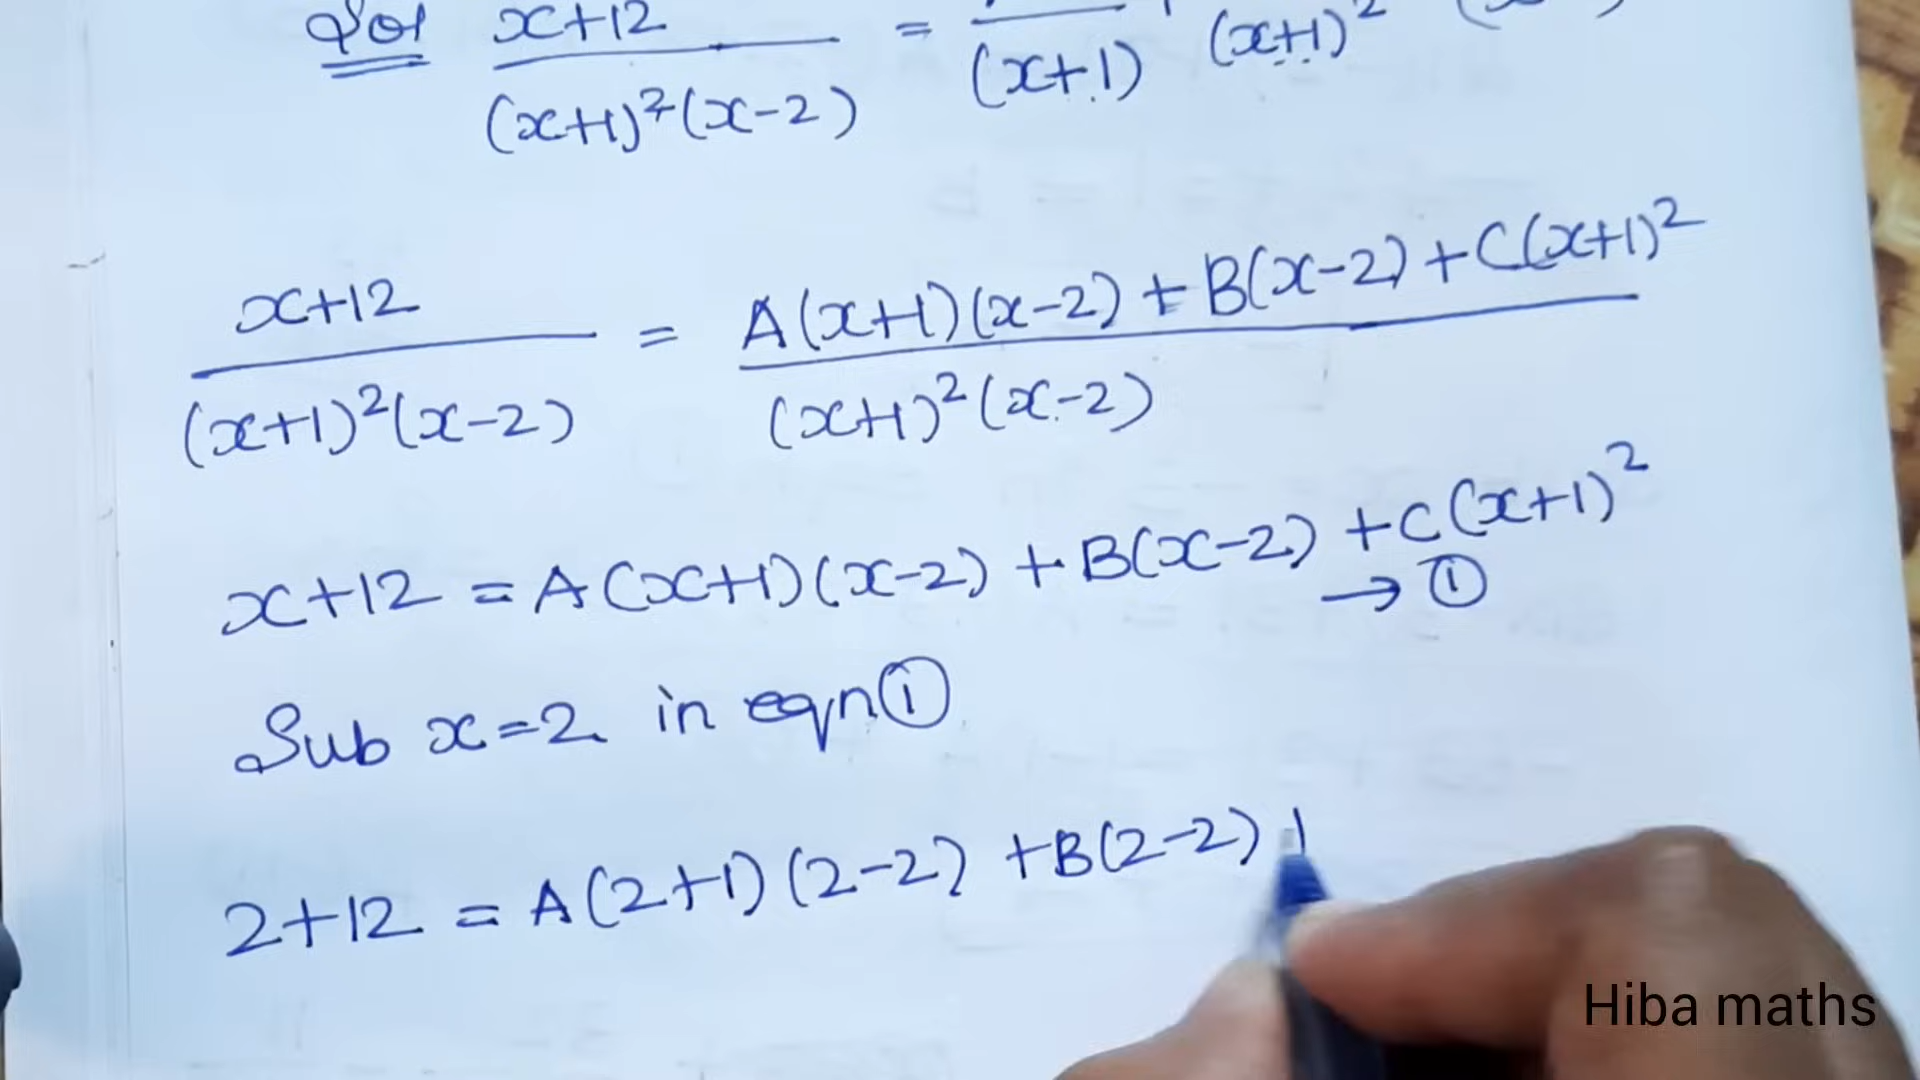 Sol x+12 =
(x+1)²(x-2) (x+1) (x+1)²
x+12 = A(x+1)(x-2) + B(x-2) + C(x+1)²
(x+1)²(x-2) (x+1)²(x-2)
x+12 = A(x+1)(x-2) + B(x-2) + C(x+1)²
→ ①
Sub x=2 in eqn ①
2+12 = A(2+1)(2-2) + B(2-2)
Hiba maths